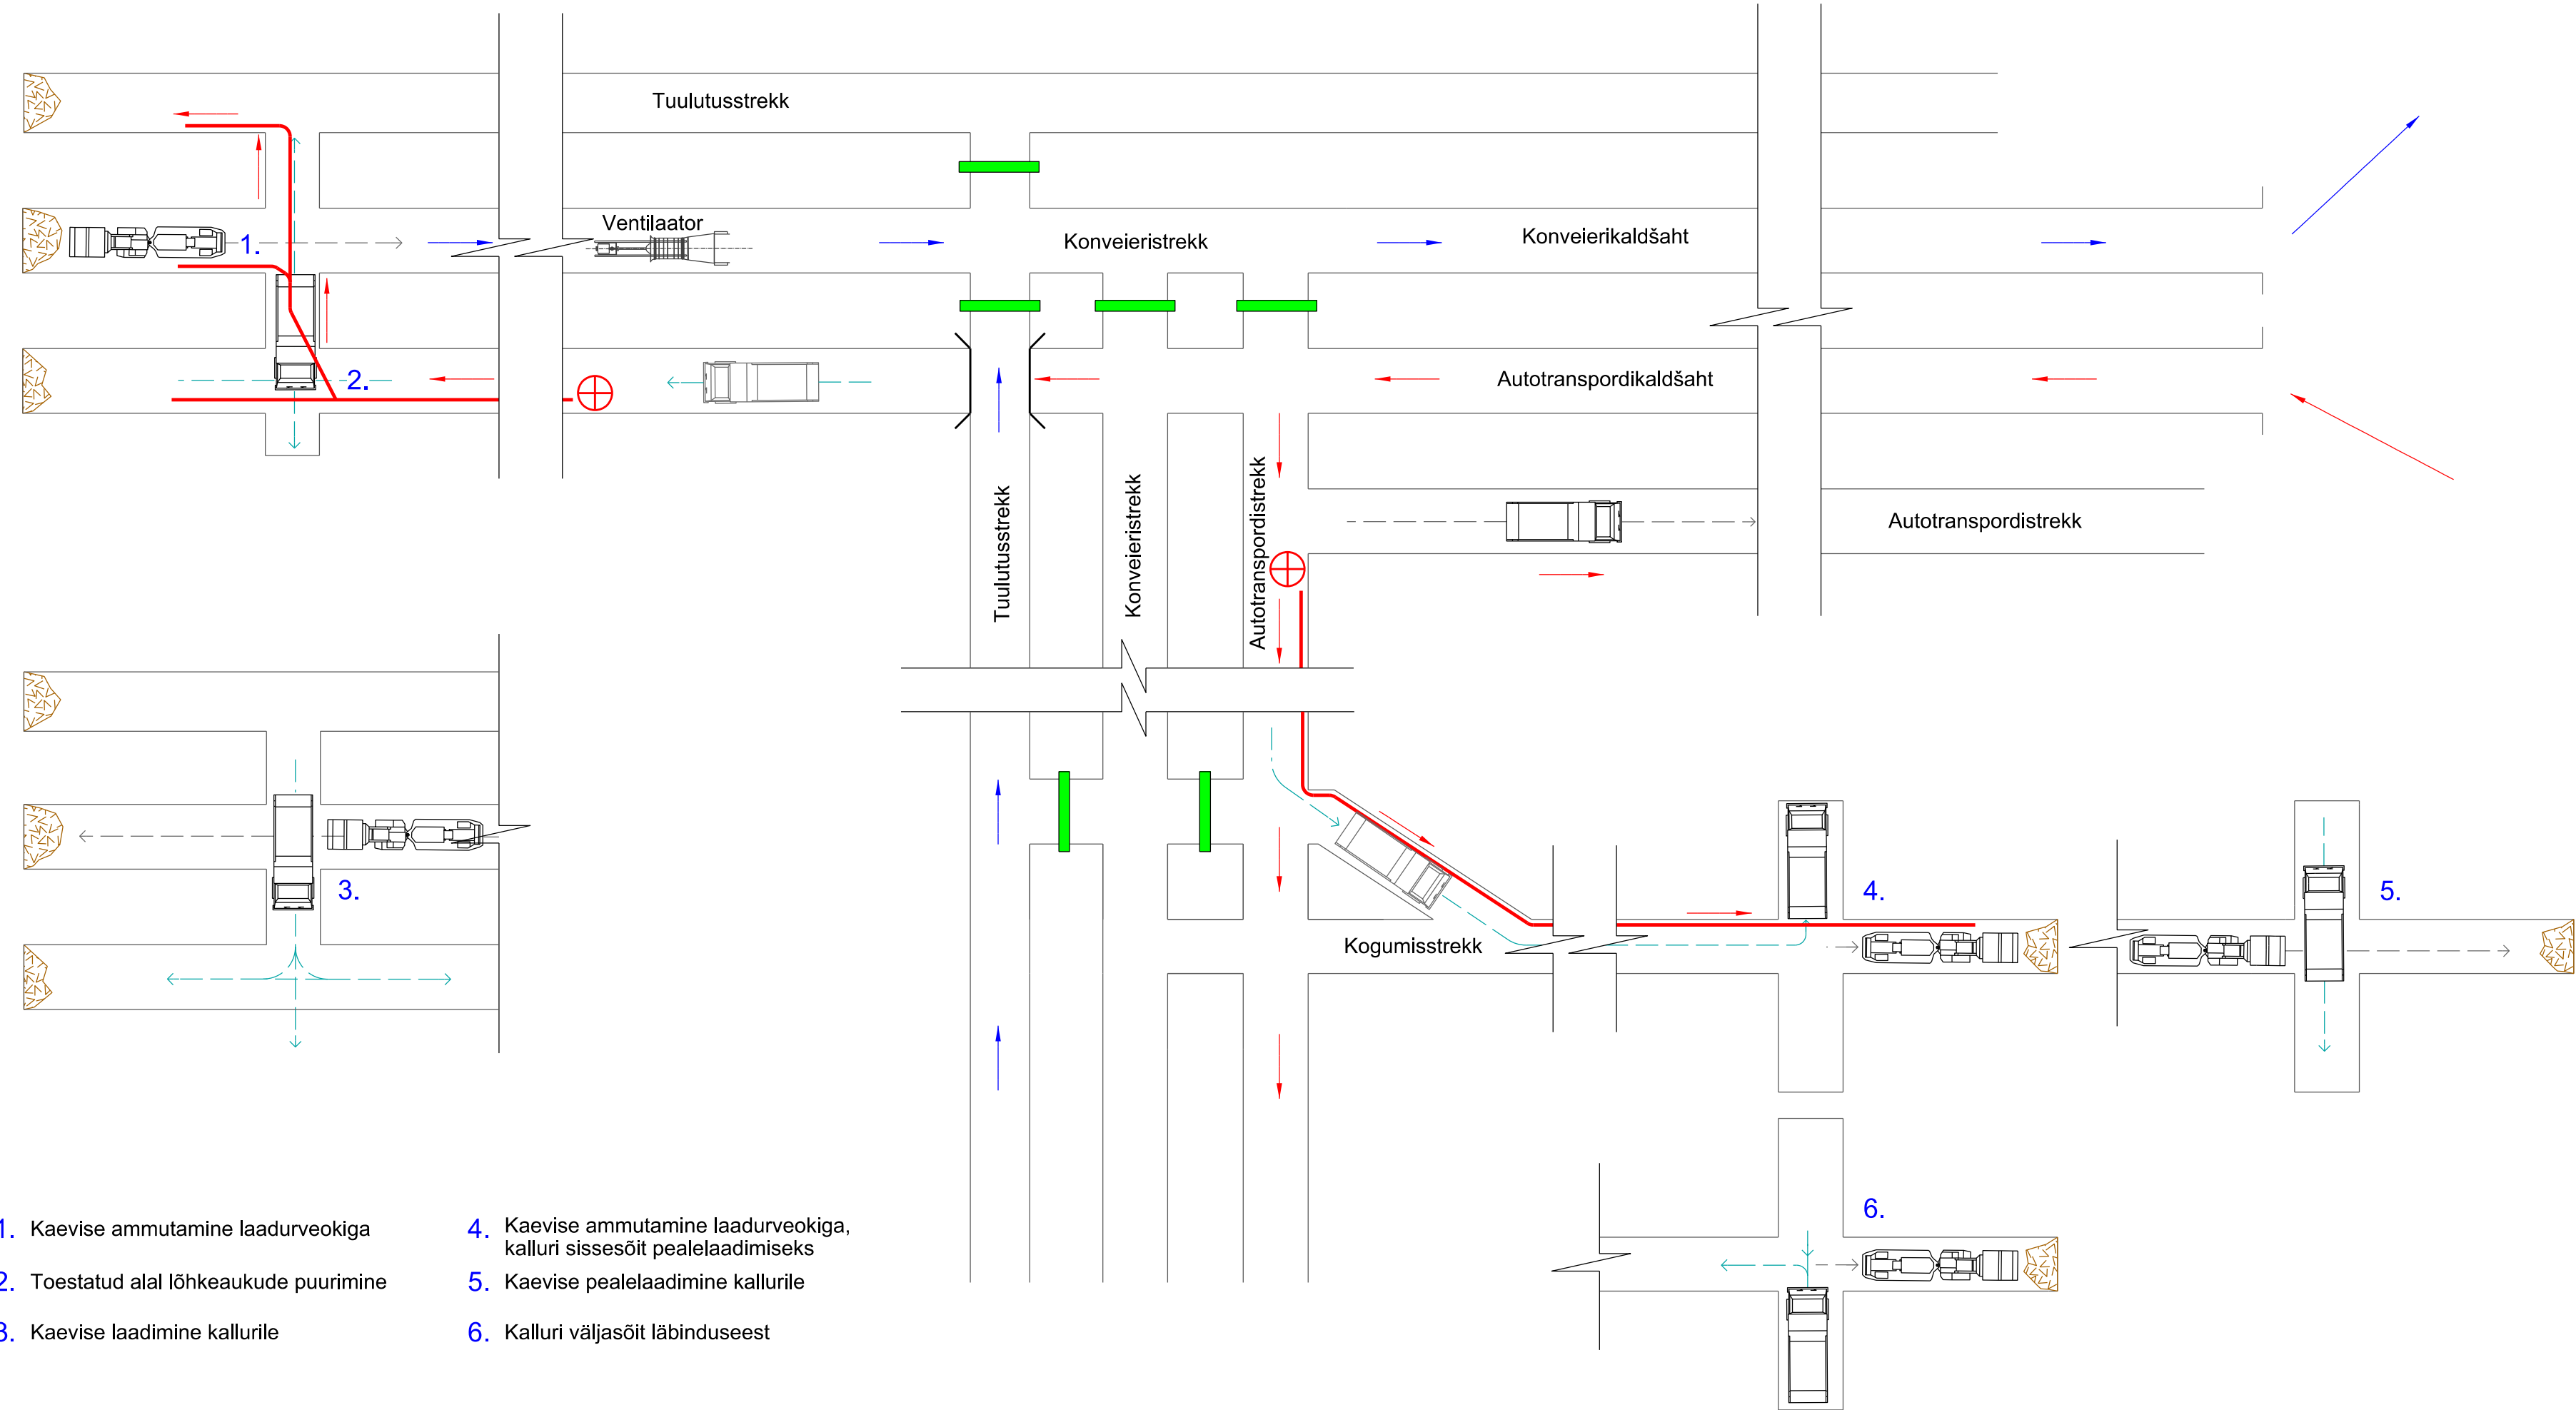 Tuulutusstrekk
Ventilaator
Konveieristrekk
Konveierikaldšaht
1.
2.
Autotranspordikaldšaht
Tuulutusstrekk
Konveieristrekk
Autotranspordistrekk
Autotranspordistrekk
3.
4.
5.
Kogumisstrekk
6.
1. Kaevise ammutamine laadurveokiga
2. Toestatud alal lõhkeaukude puurimine
3. Kaevise laadimine kallurile
4. Kaevise ammutamine laadurveokiga,
kalluri sissesõit pealelaadimiseks
5. Kaevise pealelaadimine kallurile
6. Kalluri väljasõit läbinduseest